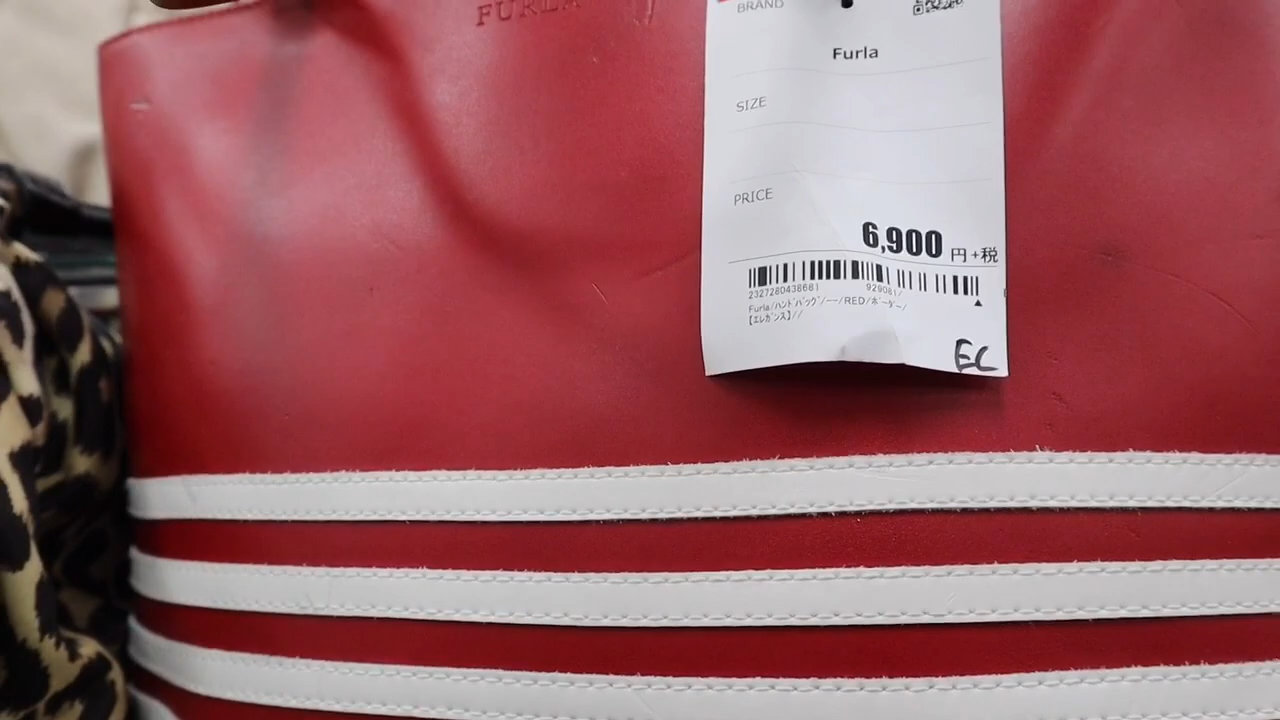 FURLA
BRAND
Furla
SIZE
PRICE
6,900 円+税
2327280438681 929081/
Furla/ハンドバッグ/ー/RED/ボーダー/
【エレガンス】//
EC